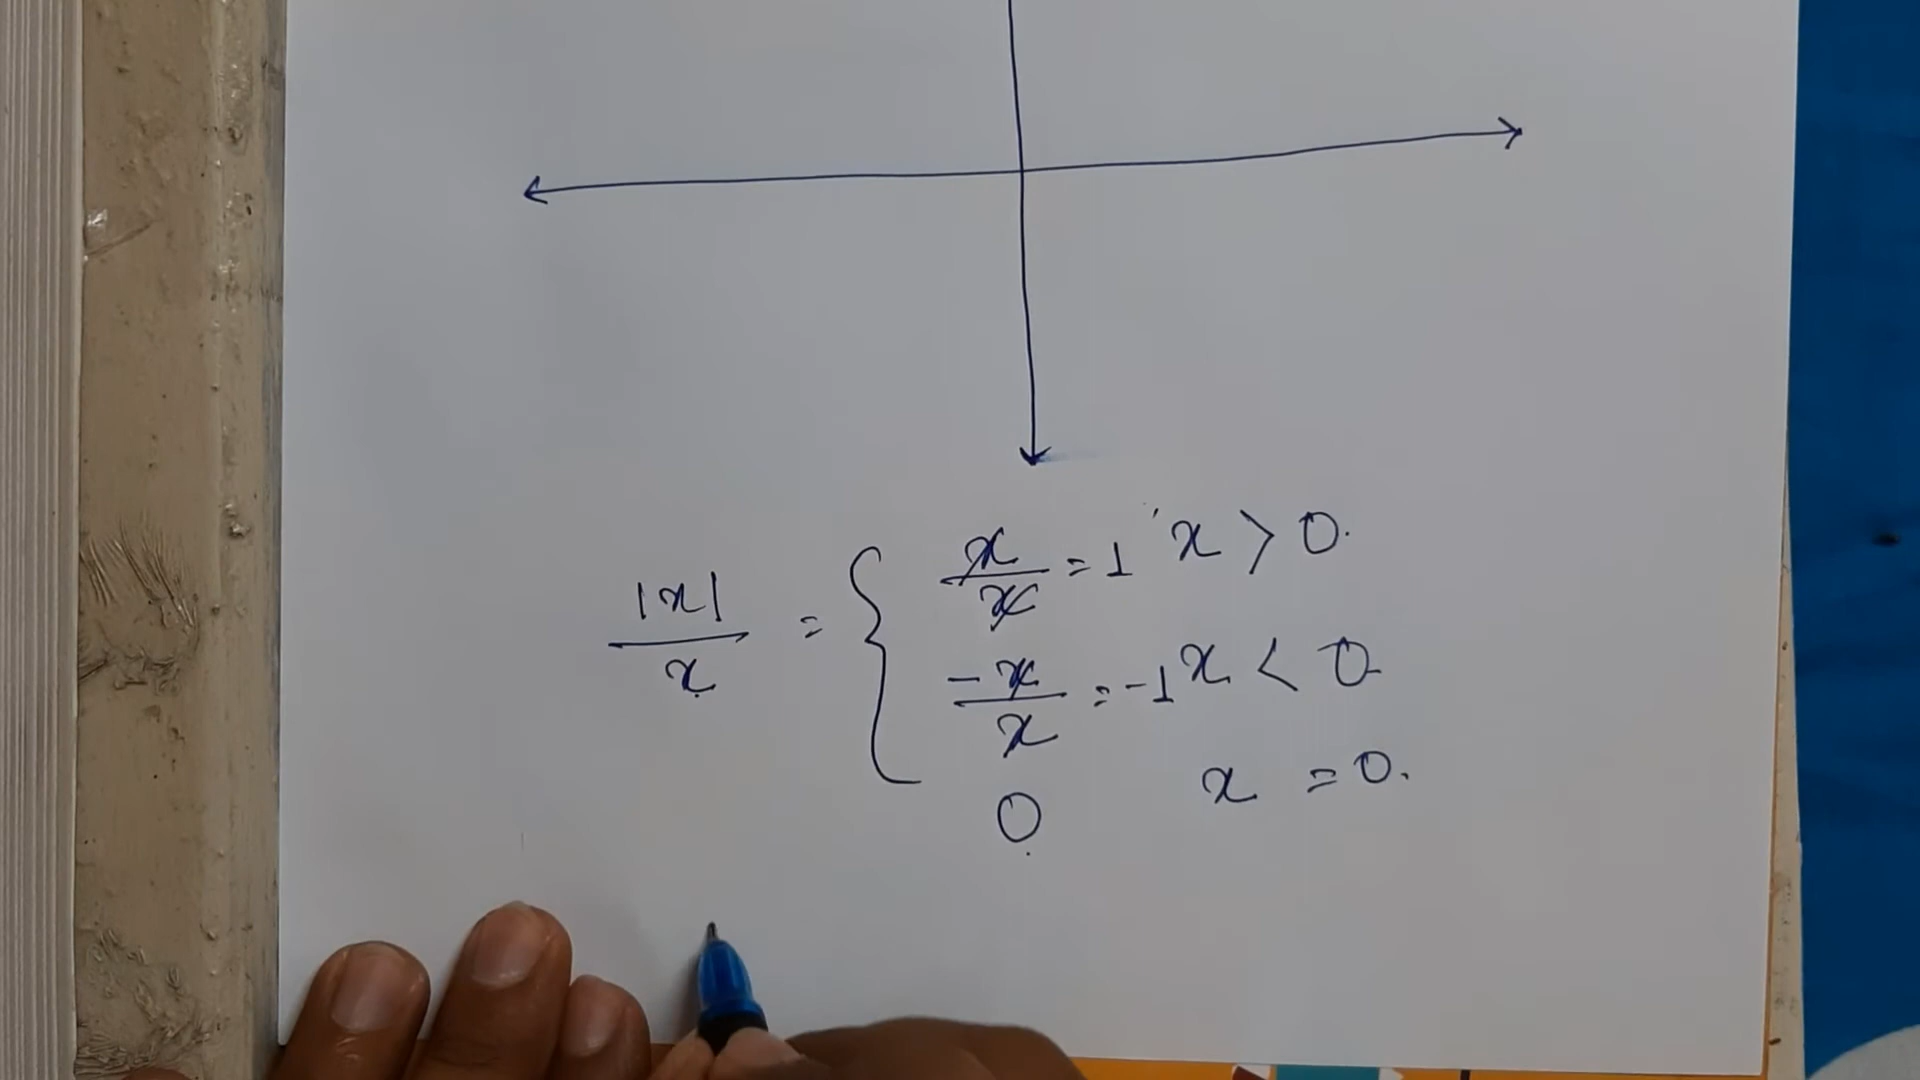 |x|/x = { x/x = 1, x > 0.
-x/x = -1 x < 0
0 x = 0.